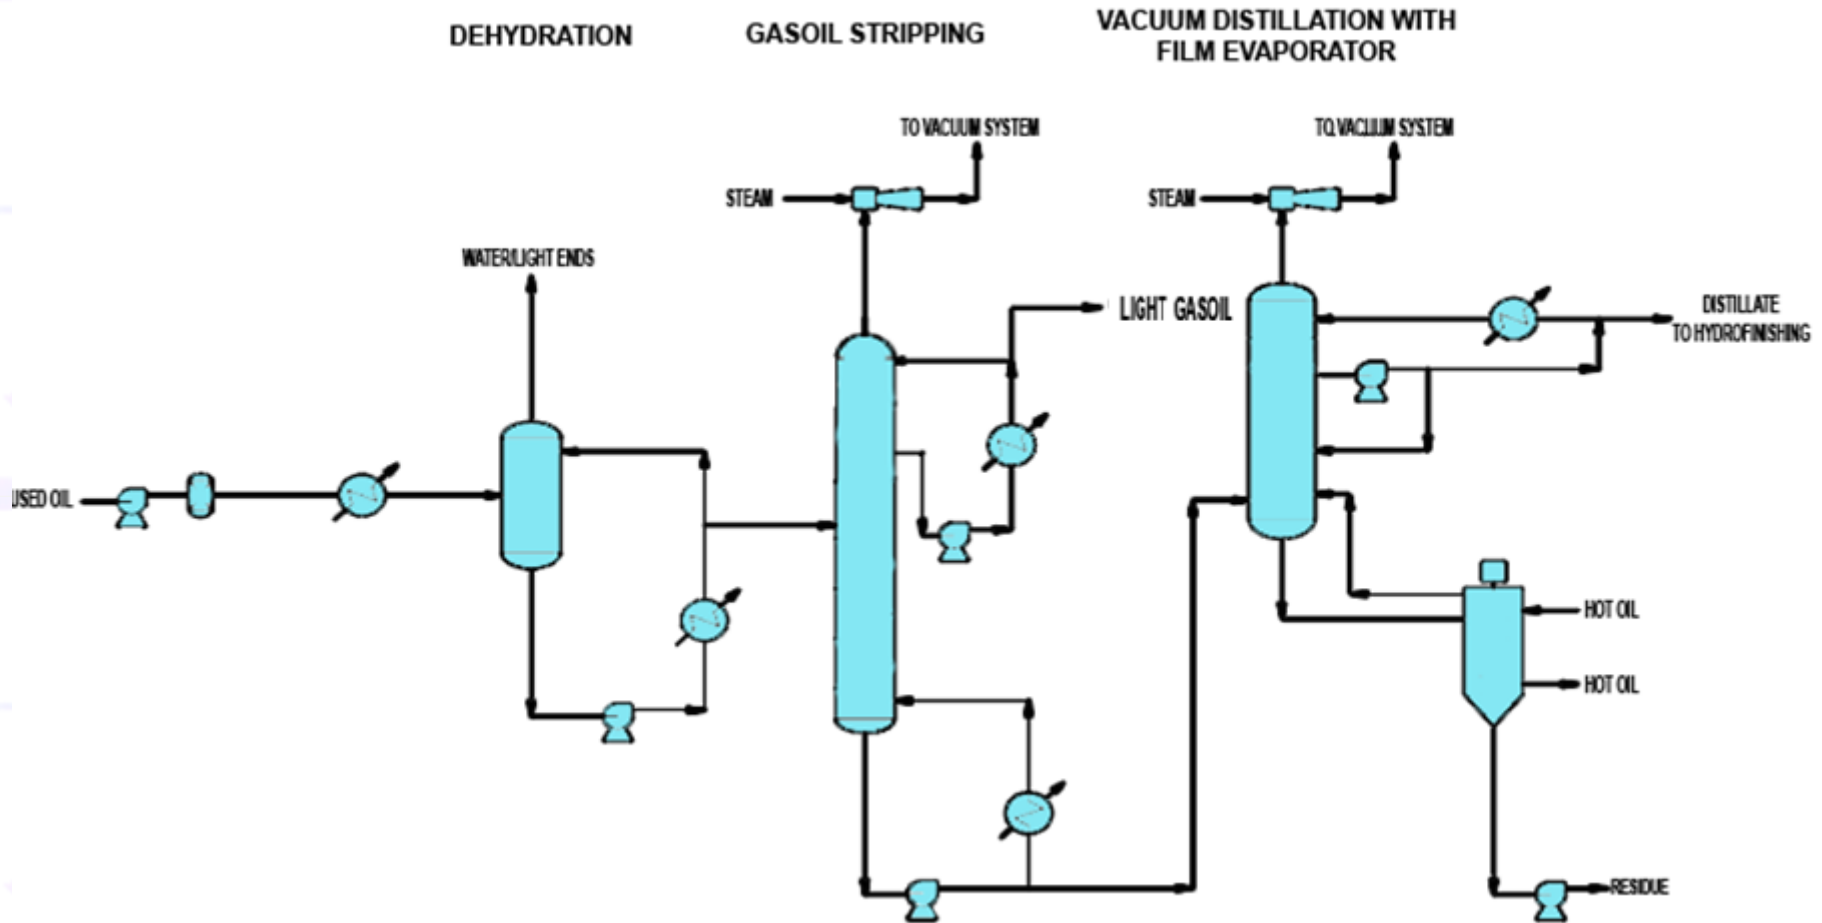 DEHYDRATION
GASOIL STRIPPING
VACUUM DISTILLATION WITH
FILM EVAPORATOR
TO VACUUM SYSTEM
TO VACUUM SYSTEM
STEAM
STEAM
WATER/LIGHT ENDS
LIGHT GASOIL
DISTILLATE
TO HYDROFINISHING
USED OIL
HOT OIL
HOT OIL
RESIDUE